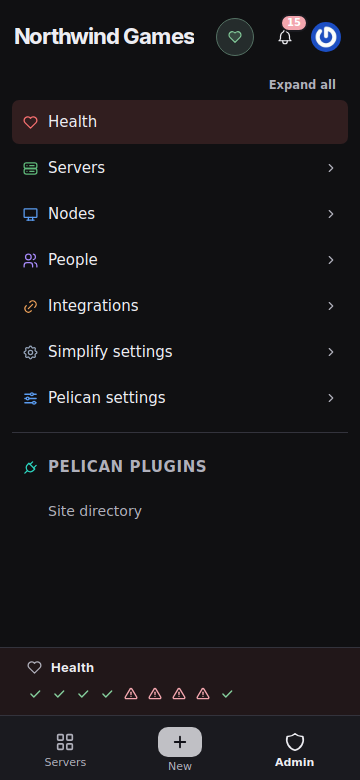 Northwind Games
15
Expand all
Health
Servers
Nodes
People
Integrations
Simplify settings
Pelican settings
PELICAN PLUGINS
Site directory
Health
Servers
New
Admin